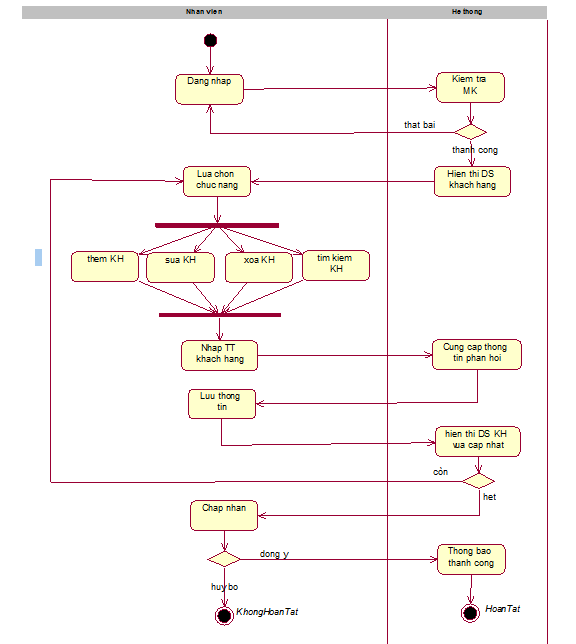 Nhan vien
He thong
Dang nhap
Kiem tra
MK
that bai
thanh cong
Lua chon
chuc nang
Hien thi DS
khach hang
them KH
sua KH
xoa KH
tim kiem
KH
Nhap TT
khach hang
Cung cap thong
tin phan hoi
Luu thong
tin
hien thi DS KH
vua cap nhat
còn
het
Chap nhan
dong y
Thong bao
thanh cong
huy bo
KhongHoanTat
HoanTat